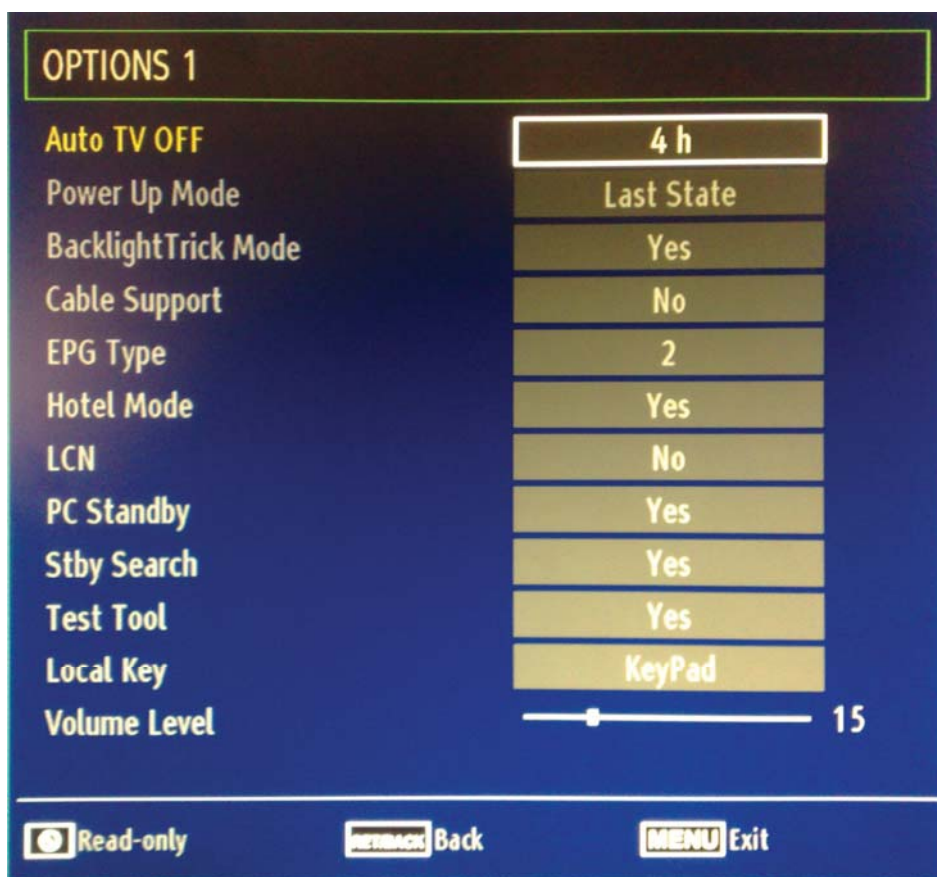 OPTIONS 1
Auto TV OFF 4 h
Power Up Mode Last State
BacklightTrick Mode Yes
Cable Support No
EPG Type 2
Hotel Mode Yes
LCN No
PC Standby Yes
Stby Search Yes
Test Tool Yes
Local Key KeyPad
Volume Level 15
Read-only RET/BACK Back MENU Exit